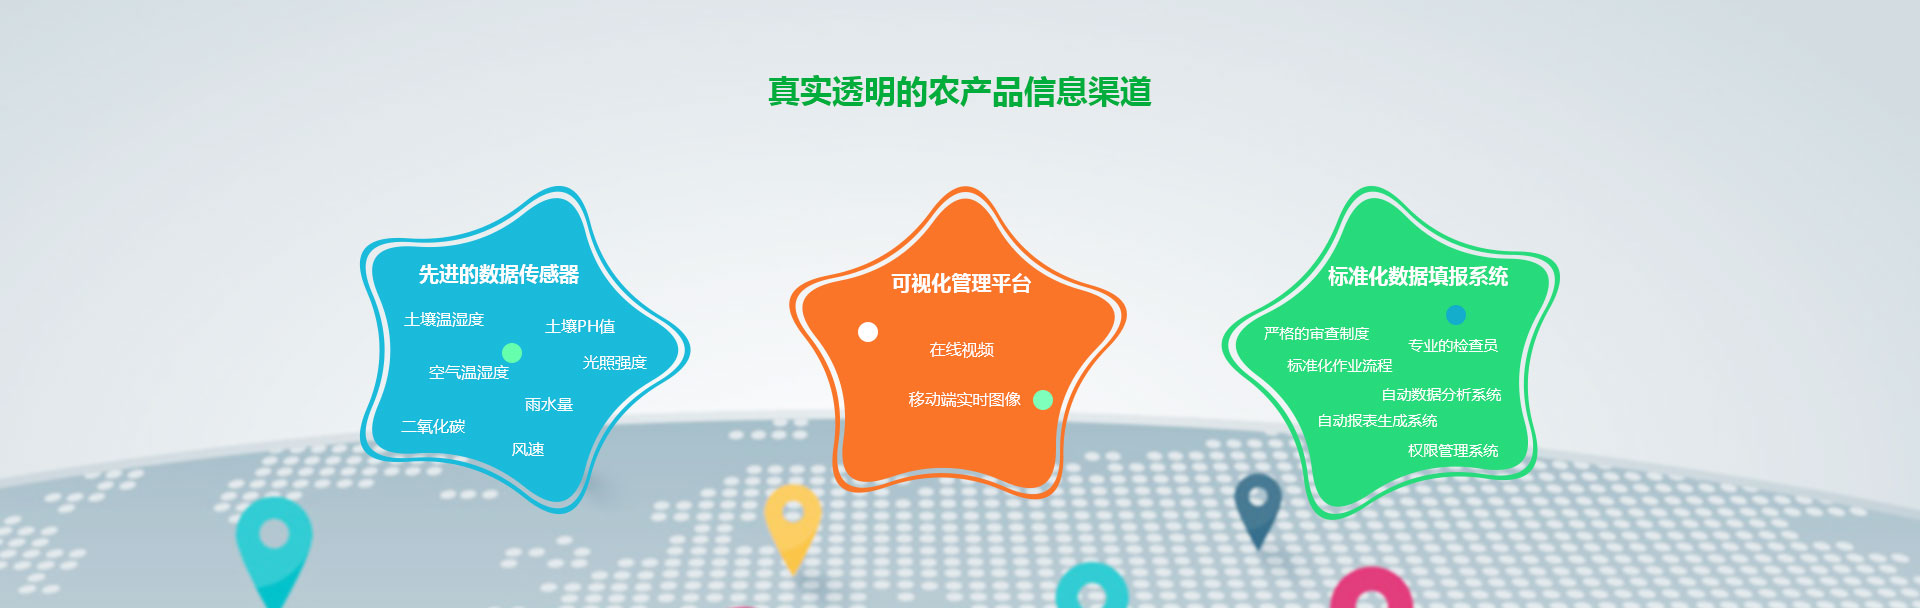 真实透明的农产品信息渠道
先进的数据传感器
土壤温湿度
土壤PH值
光照强度
空气温湿度
雨水量
二氧化碳
风速
可视化管理平台
在线视频
移动端实时图像
标准化数据填报系统
严格的审查制度
专业的检查员
标准化作业流程
自动数据分析系统
自动报表生成系统
权限管理系统